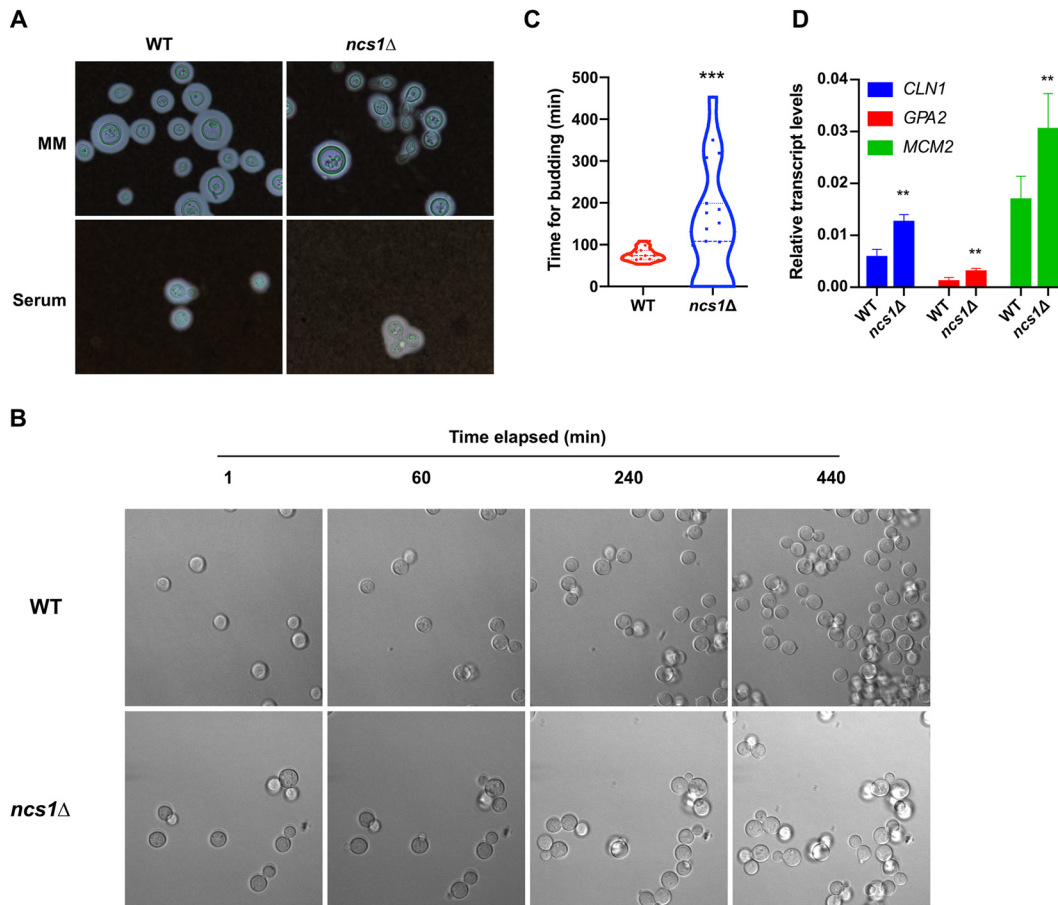 A
WT
ncs1Δ
MM
Serum
C
Time for budding (min)
500
400
300
200
100
0
***
WT
ncs1Δ
D
Relative transcript levels
0.04
0.03
0.02
0.01
0.00
CLN1
GPA2
MCM2
**
**
**
WT
ncs1Δ
WT
ncs1Δ
WT
ncs1Δ
B
Time elapsed (min)
1 60 240 440
WT
ncs1Δ